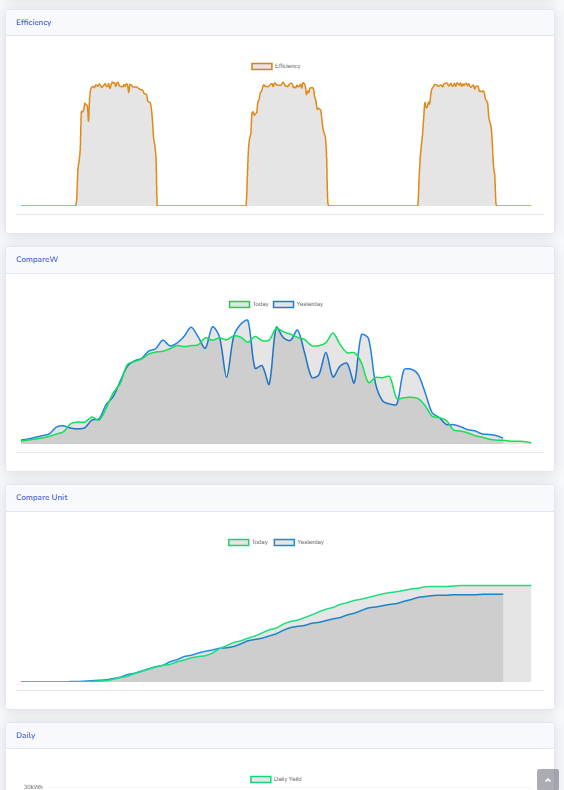 Efficiency
Efficiency
CompareW
Today Yesterday
Compare Unit
Today Yesterday
Daily
Daily Yeild
30kWh